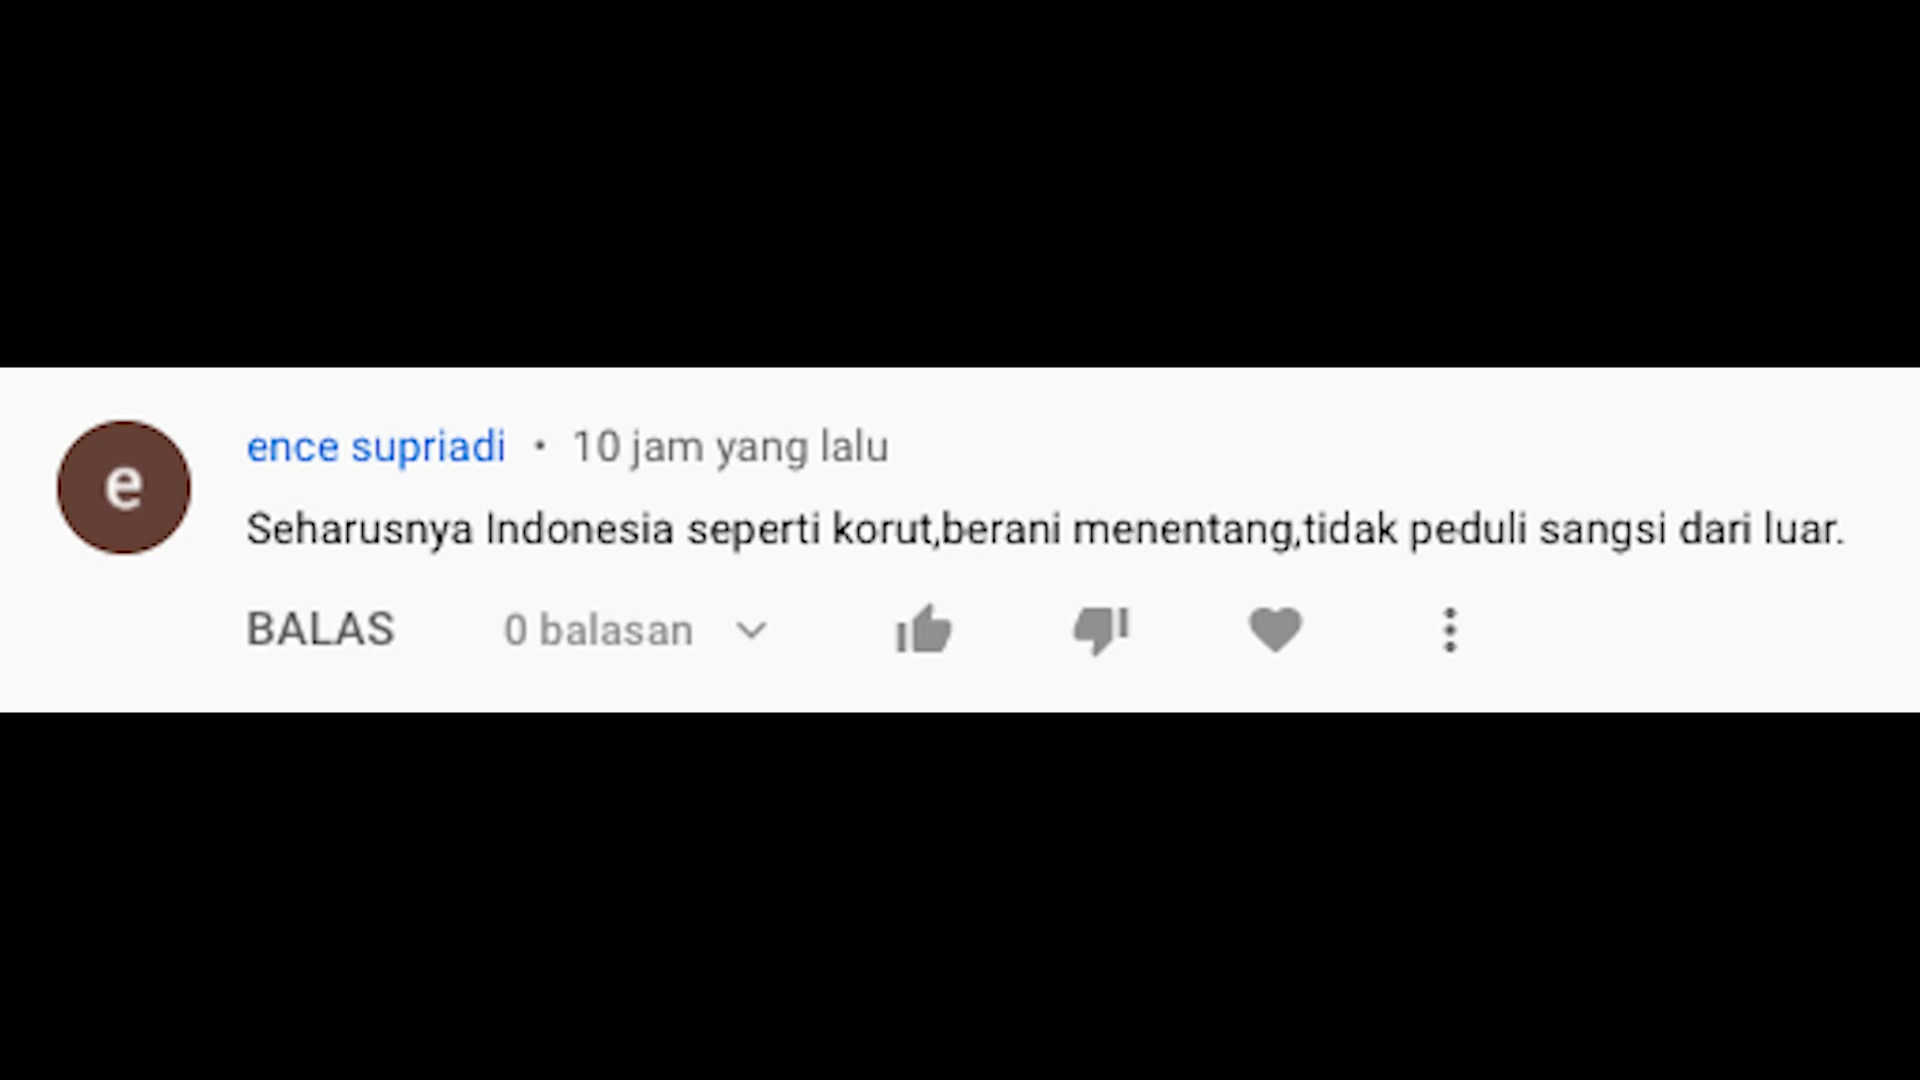 e
ence supriadi • 10 jam yang lalu
Seharusnya Indonesia seperti korut,berani menentang,tidak peduli sangsi dari luar.
BALAS 0 balasan